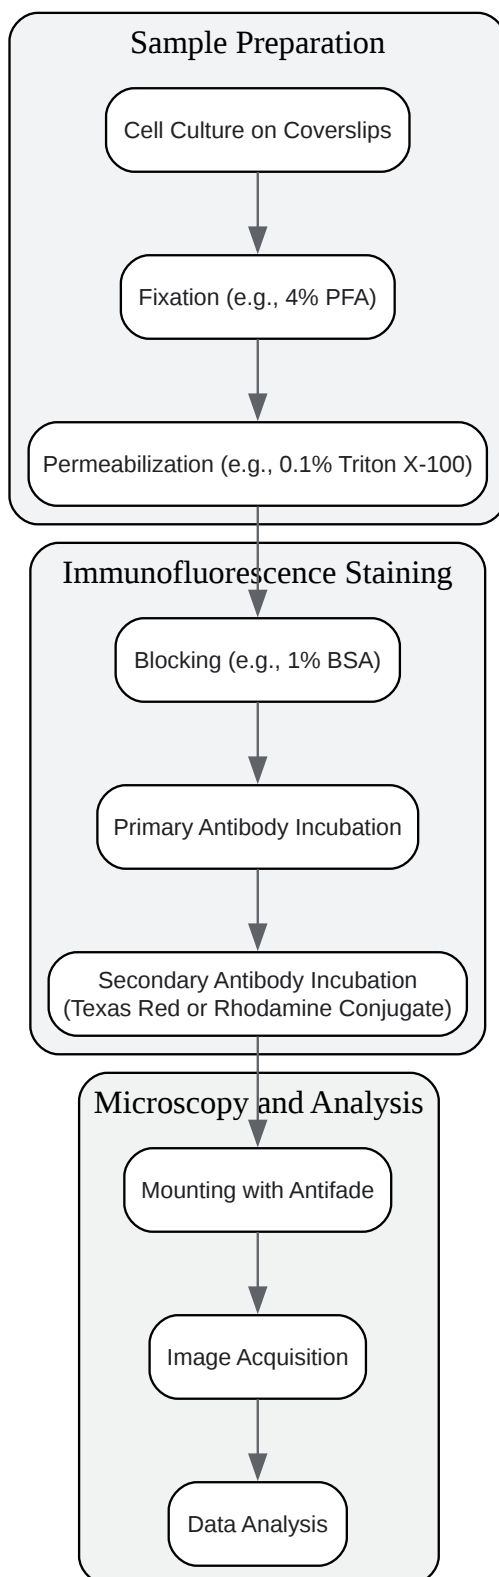 Sample Preparation
Cell Culture on Coverslips
Fixation (e.g., 4% PFA)
Permeabilization (e.g., 0.1% Triton X-100)
Immunofluorescence Staining
Blocking (e.g., 1% BSA)
Primary Antibody Incubation
Secondary Antibody Incubation
(Texas Red or Rhodamine Conjugate)
Microscopy and Analysis
Mounting with Antifade
Image Acquisition
Data Analysis